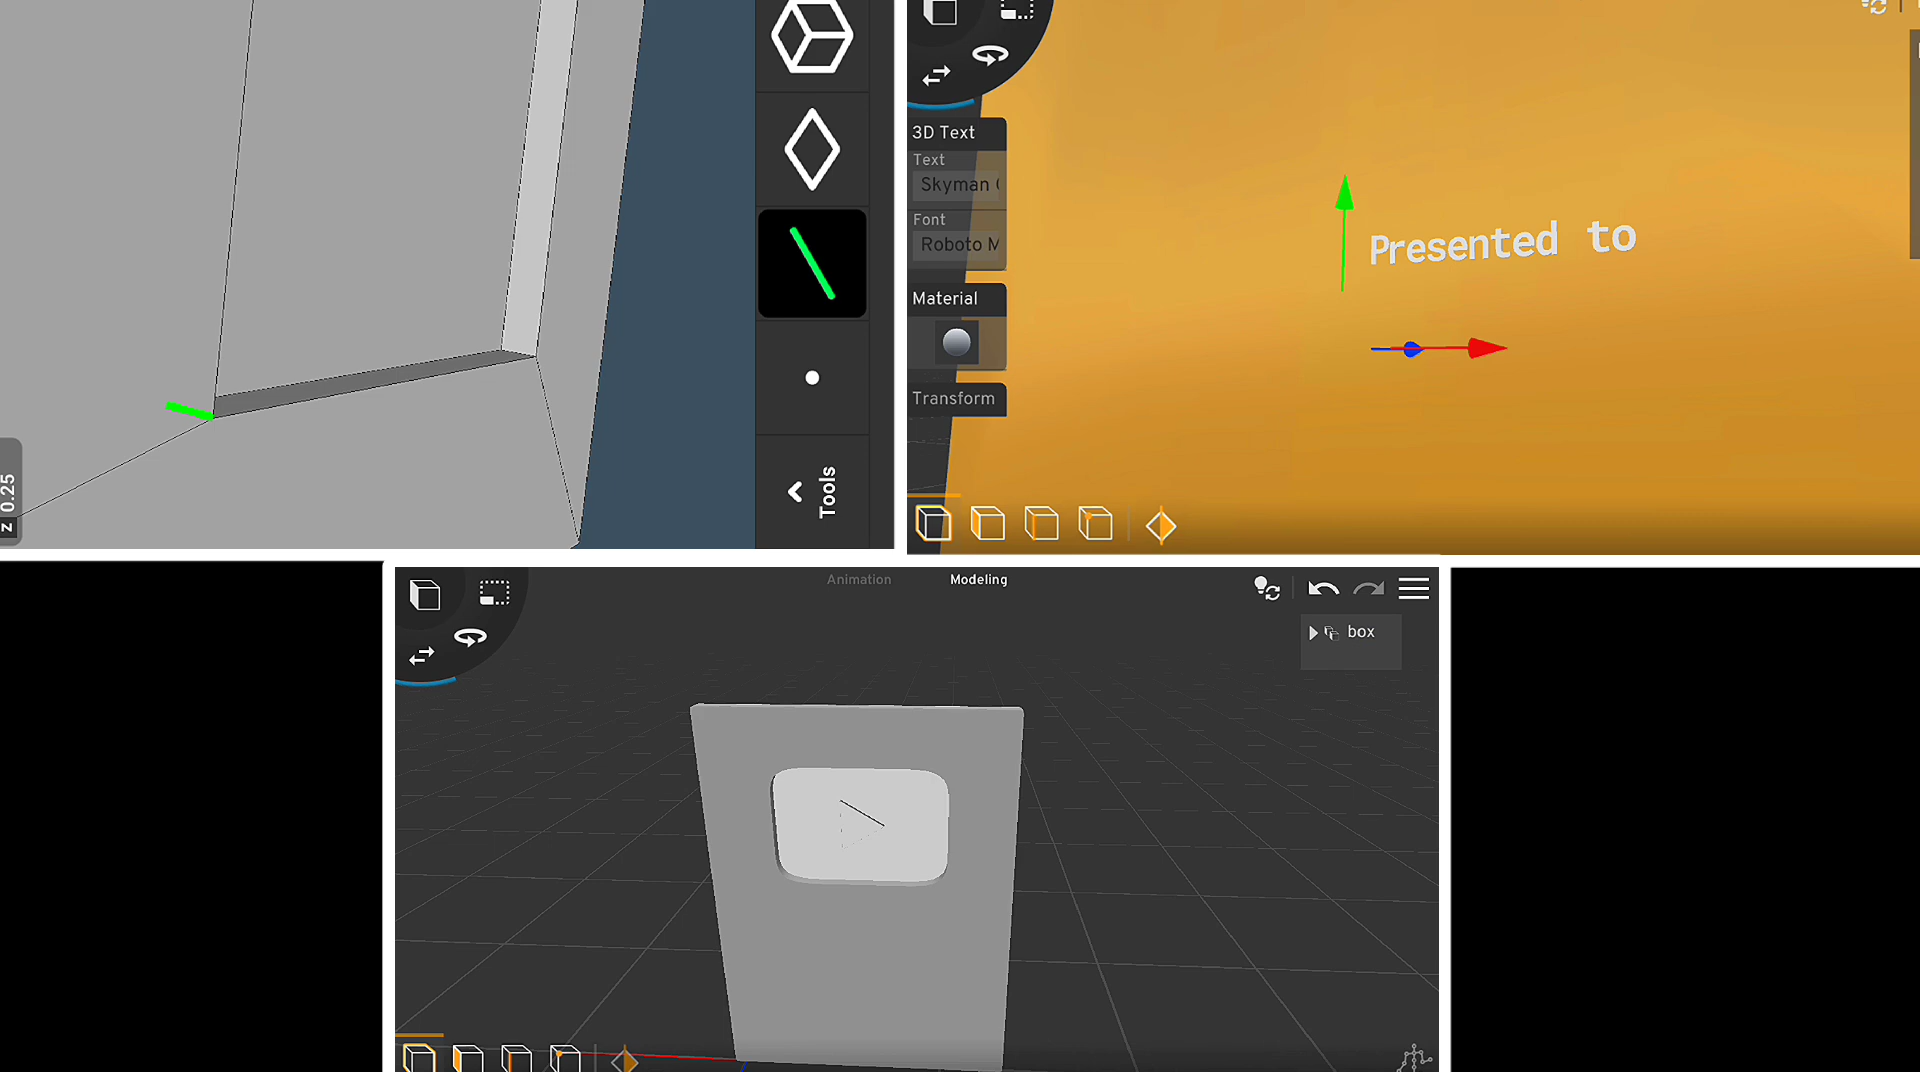 Tools
z 0.25
3D Text
Text
Skyman
Font
Roboto M
Material
Transform
Presented to
Animation
Modeling
box